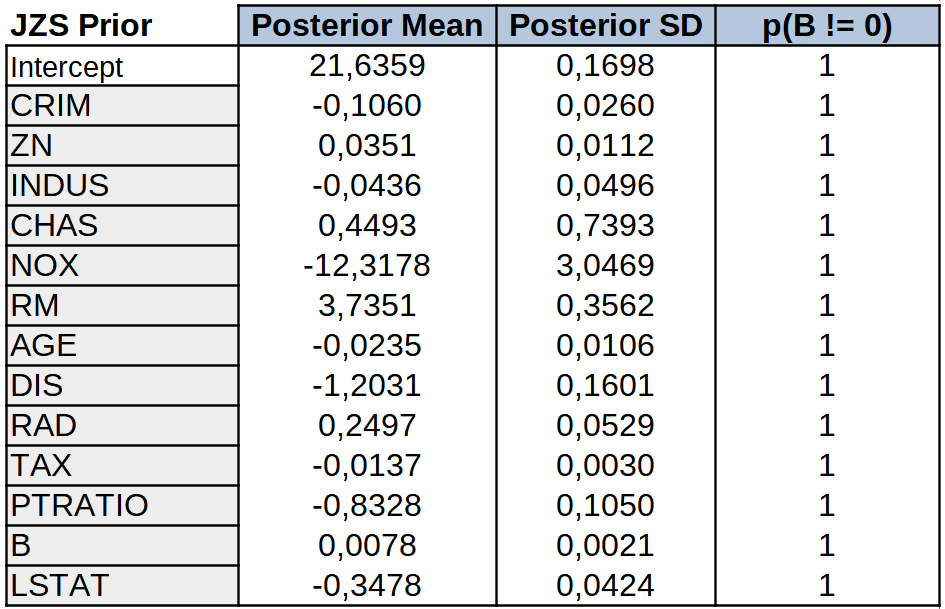 JZS Prior Posterior Mean Posterior SD p(B != 0)
Intercept 21,6359 0,1698 1
CRIM -0,1060 0,0260 1
ZN 0,0351 0,0112 1
INDUS -0,0436 0,0496 1
CHAS 0,4493 0,7393 1
NOX -12,3178 3,0469 1
RM 3,7351 0,3562 1
AGE -0,0235 0,0106 1
DIS -1,2031 0,1601 1
RAD 0,2497 0,0529 1
TAX -0,0137 0,0030 1
PTRATIO -0,8328 0,1050 1
B 0,0078 0,0021 1
LSTAT -0,3478 0,0424 1